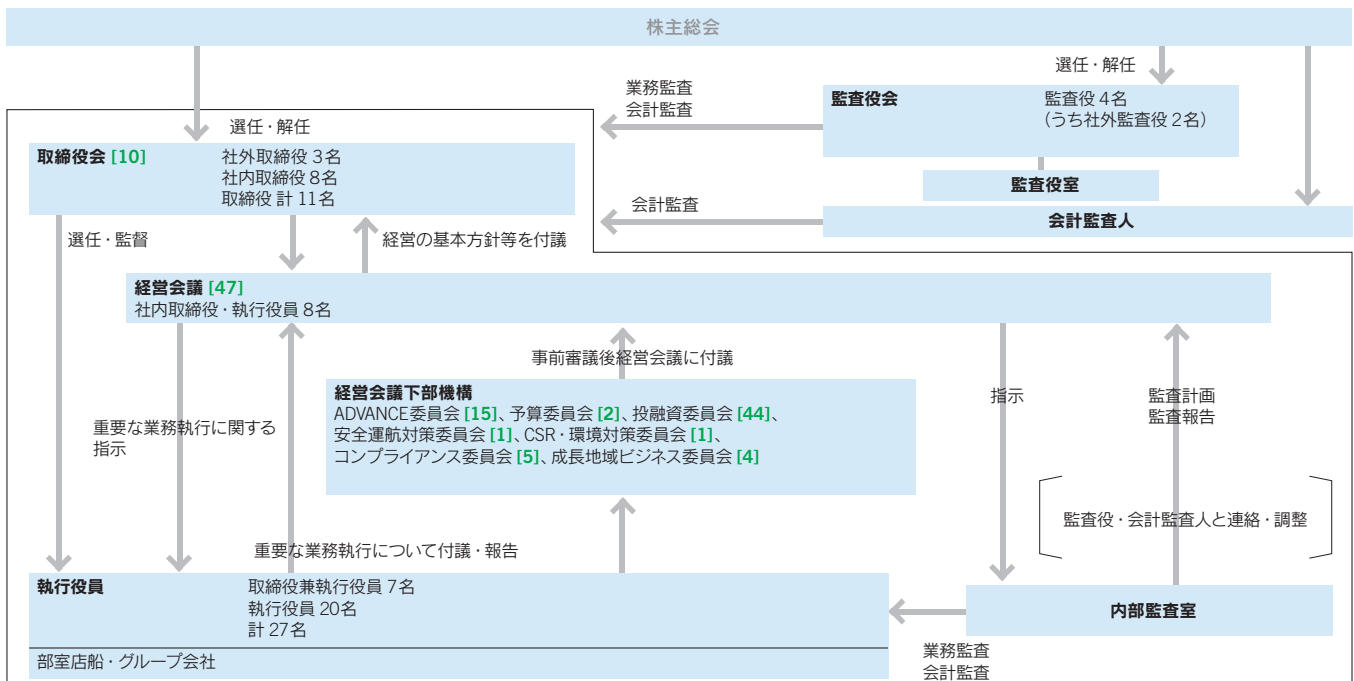 株主総会
選任・解任
業務監査
会計監査
監査役会
監査役 4名
（うち社外監査役 2名）
選任・解任
取締役会 [10]
社外取締役 3名
社内取締役 8名
取締役 計 11名
監査役室
会計監査
会計監査人
選任・監督
経営の基本方針等を付議
経営会議 [47]
社内取締役・執行役員 8名
事前審議後経営会議に付議
経営会議下部機構
ADVANCE委員会 [15]、予算委員会 [2]、投融資委員会 [44]、
安全運航対策委員会 [1]、CSR・環境対策委員会 [1]、
コンプライアンス委員会 [5]、成長地域ビジネス委員会 [4]
指示
監査計画
監査報告
重要な業務執行に関する
指示
監査役・会計監査人と連絡・調整
重要な業務執行について付議・報告
執行役員
取締役兼執行役員 7名
執行役員 20名
計 27名
内部監査室
部室店船・グループ会社
業務監査
会計監査